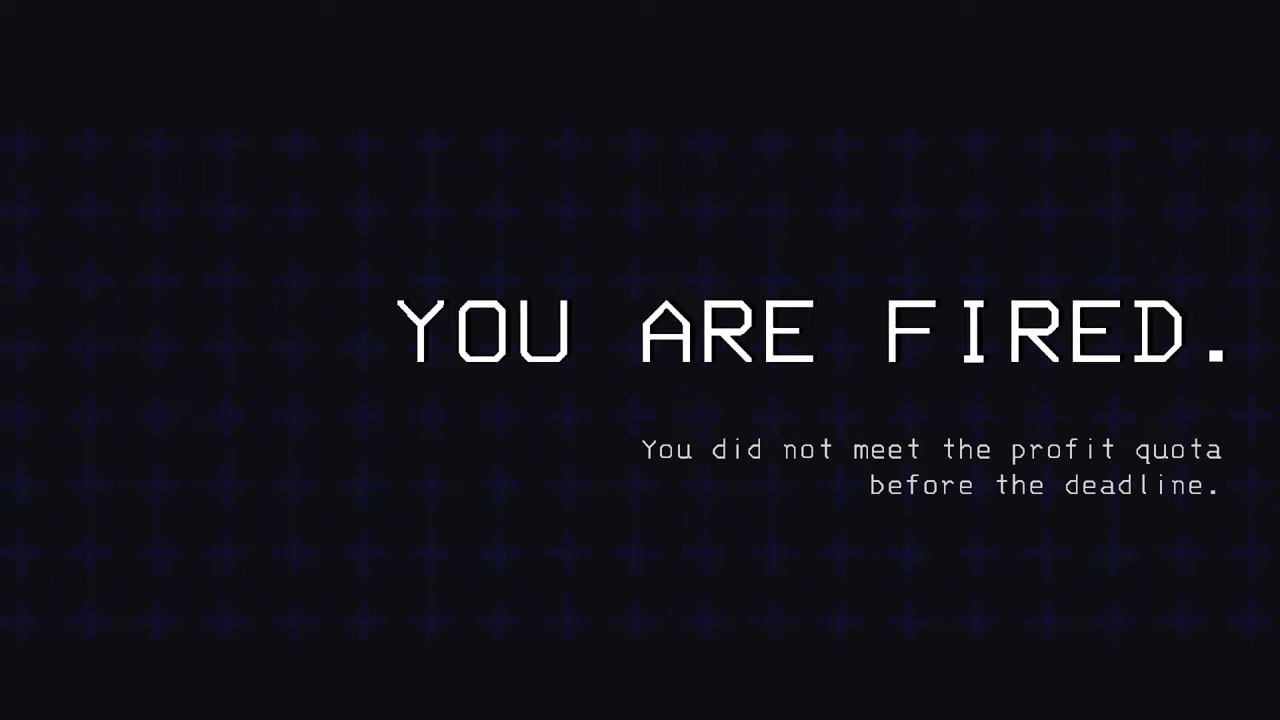 YOU ARE FIRED.
You did not meet the profit quota
before the deadline.